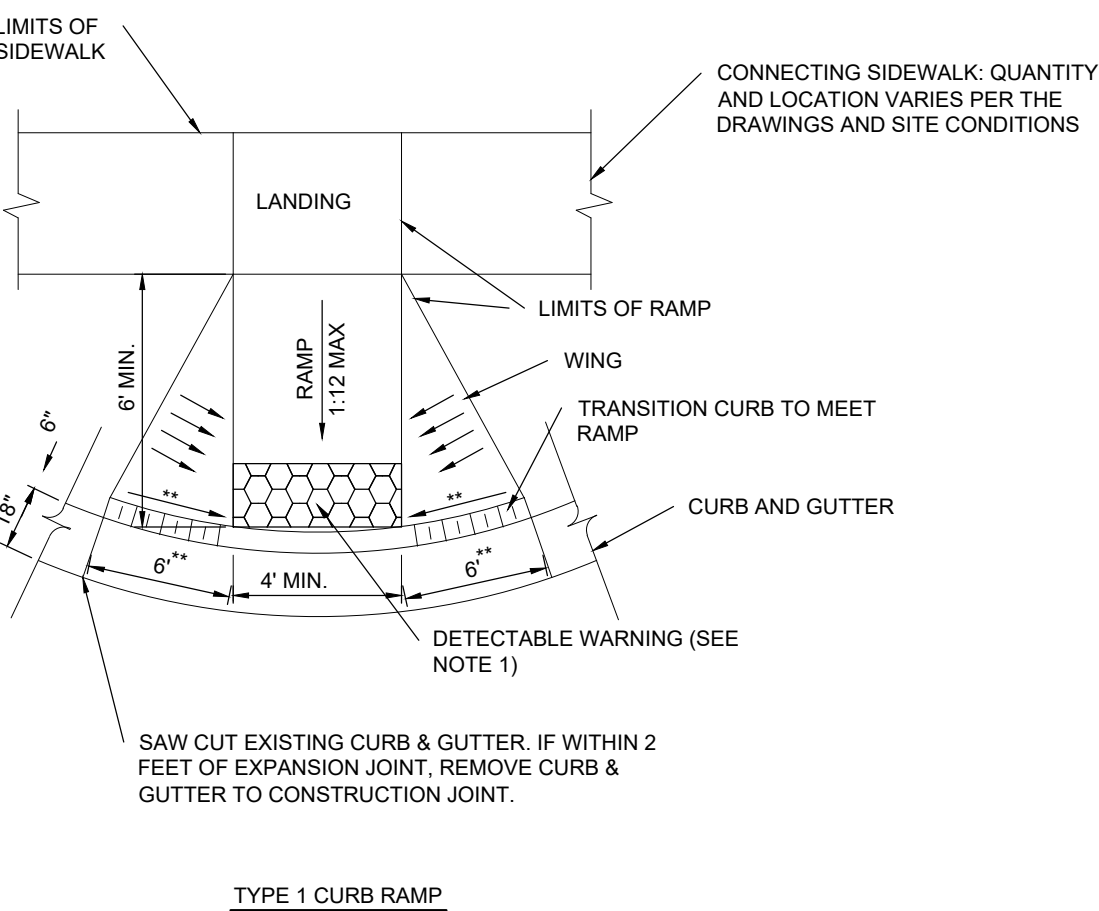 LIMITS OF
SIDEWALK
CONNECTING SIDEWALK: QUANTITY
AND LOCATION VARIES PER THE
DRAWINGS AND SITE CONDITIONS
LANDING
LIMITS OF RAMP
6' MIN.
RAMP
1:12 MAX
WING
TRANSITION CURB TO MEET
RAMP
6"
18"
**
**
CURB AND GUTTER
6'**
4' MIN.
6'**
DETECTABLE WARNING (SEE
NOTE 1)
SAW CUT EXISTING CURB & GUTTER. IF WITHIN 2
FEET OF EXPANSION JOINT, REMOVE CURB &
GUTTER TO CONSTRUCTION JOINT.
TYPE 1 CURB RAMP